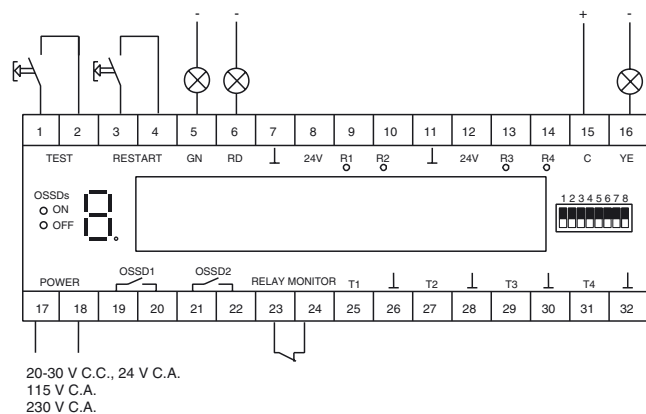 - - + -
1 2 3 4 5 6 7 8 9 10 11 12 13 14 15 16
TEST RESTART GN RD ⊥ 24V R1 R2 ⊥ 24V R3 R4 C YE
OSSDs
ON
OFF
8.
1 2 3 4 5 6 7 8
POWER OSSD1 OSSD2 RELAY MONITOR T1 ⊥ T2 ⊥ T3 ⊥ T4 ⊥
17 18 19 20 21 22 23 24 25 26 27 28 29 30 31 32
20-30 V C.C., 24 V C.A.
115 V C.A.
230 V C.A.